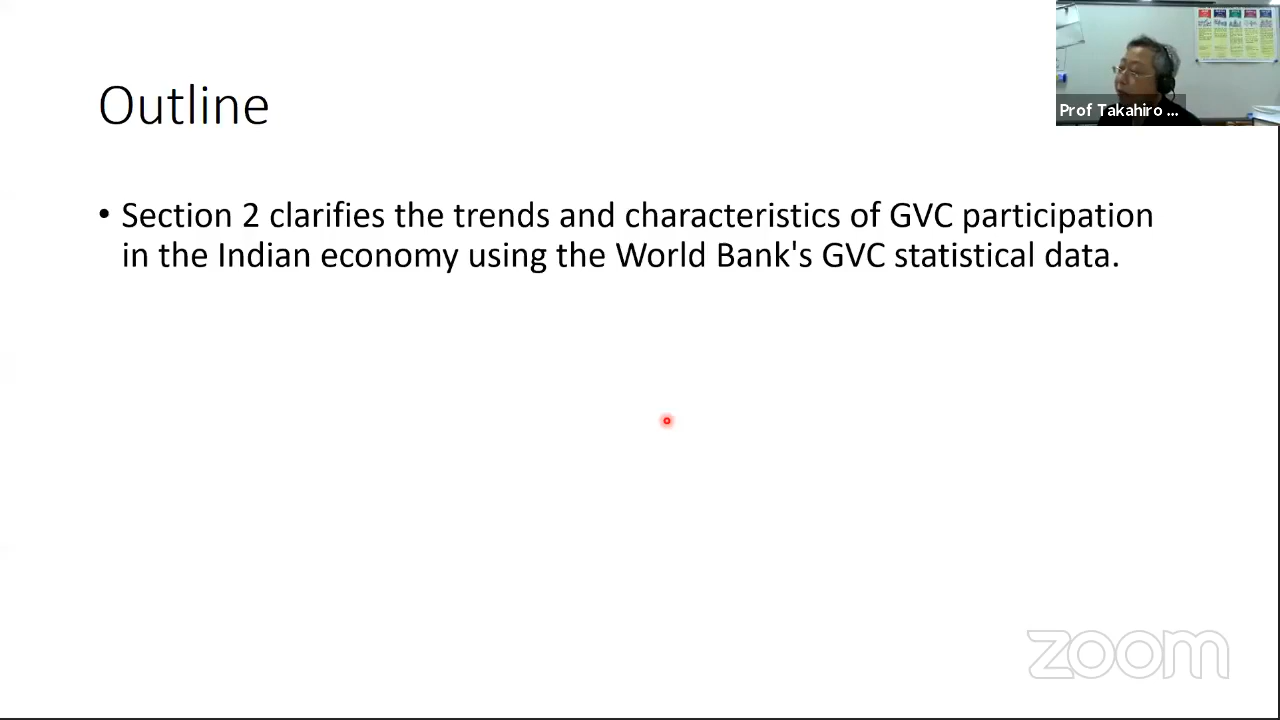 Outline
Prof Takahiro ...
• Section 2 clarifies the trends and characteristics of GVC participation
in the Indian economy using the World Bank's GVC statistical data.
zoom